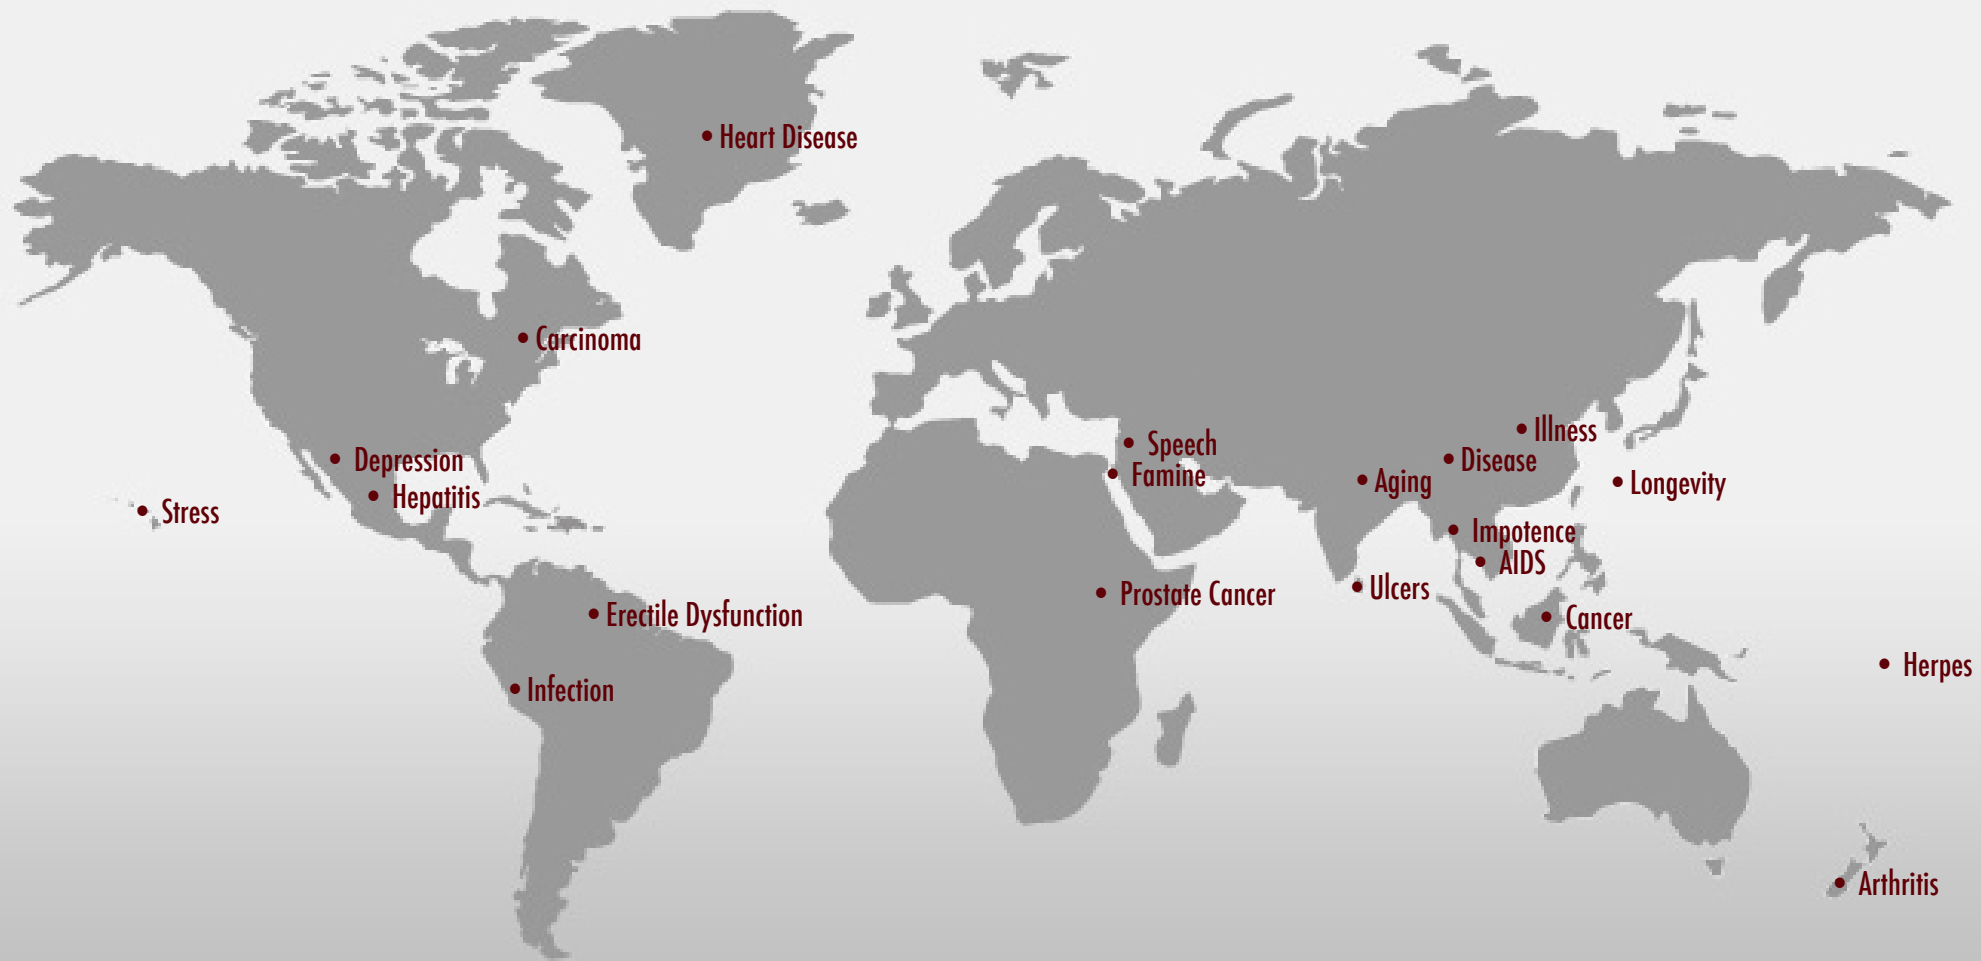 Heart Disease
Carcinoma
Illness
Speech
Depression
Disease
Famine
Aging
Longevity
Hepatitis
Stress
Impotence
AIDS
Ulcers
Prostate Cancer
Erectile Dysfunction
Cancer
Herpes
Infection
Arthritis